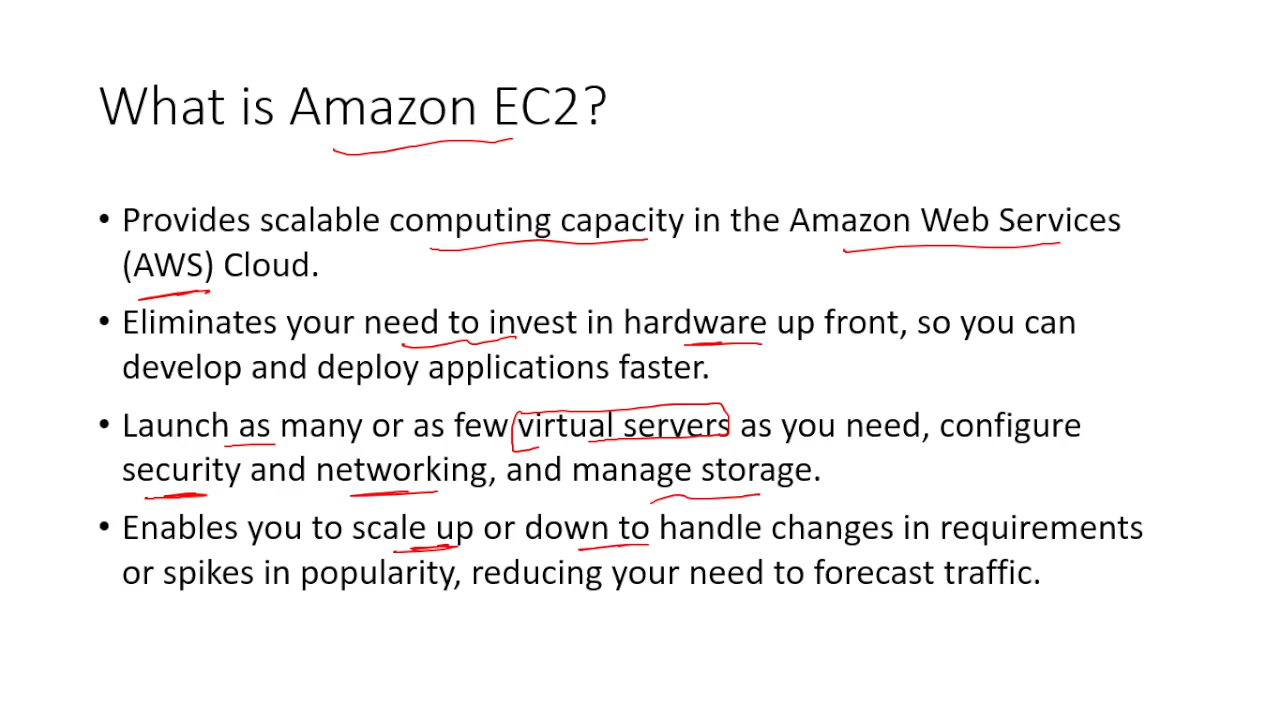 What is Amazon EC2?
• Provides scalable computing capacity in the Amazon Web Services
(AWS) Cloud.
• Eliminates your need to invest in hardware up front, so you can
develop and deploy applications faster.
• Launch as many or as few virtual servers as you need, configure
security and networking, and manage storage.
• Enables you to scale up or down to handle changes in requirements
or spikes in popularity, reducing your need to forecast traffic.